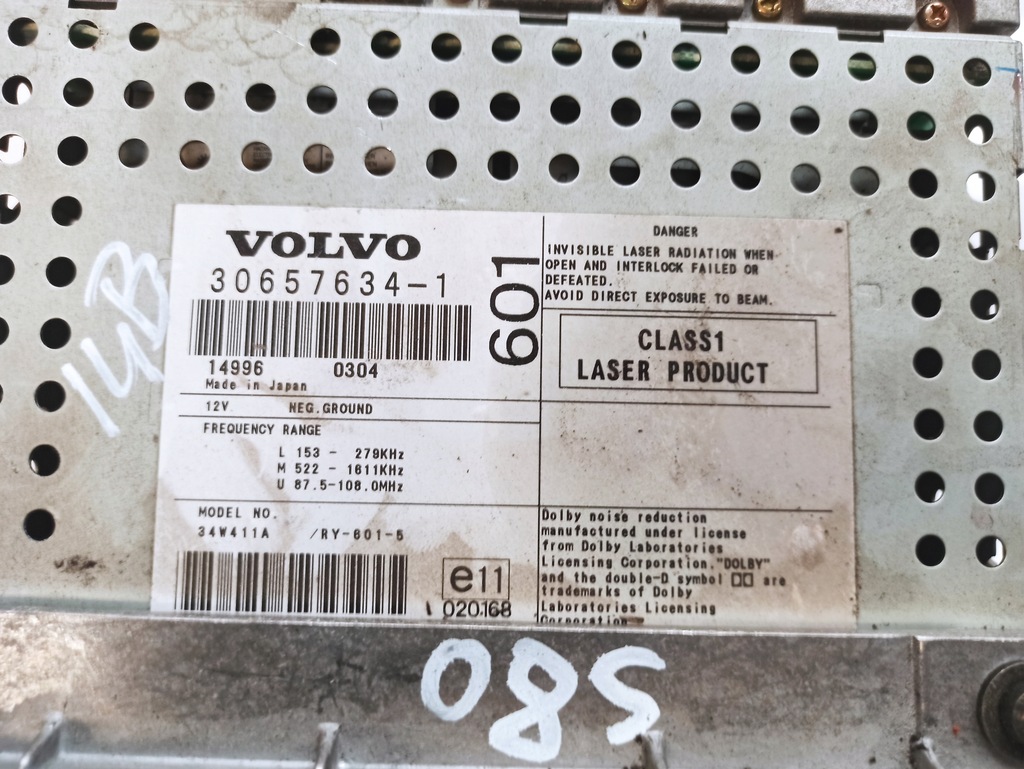 VOLVO
30657634-1
14996 0304
Made in Japan
601
12V NEG.GROUND
FREQUENCY RANGE
L 153 - 279KHz
M 522 - 1611KHz
U 87.5-108.0MHz
MODEL NO.
34W411A /RY-601-5
e11
020168
DANGER
INVISIBLE LASER RADIATION WHEN
OPEN AND INTERLOCK FAILED OR
DEFEATED.
AVOID DIRECT EXPOSURE TO BEAM.
CLASS1
LASER PRODUCT
Dolby noise reduction
manufactured under license
from Dolby Laboratories
Licensing Corporation."DOLBY"
and the double-D symbol are
trademarks of Dolby
Laboratories Licensing
Corporation
14B
085